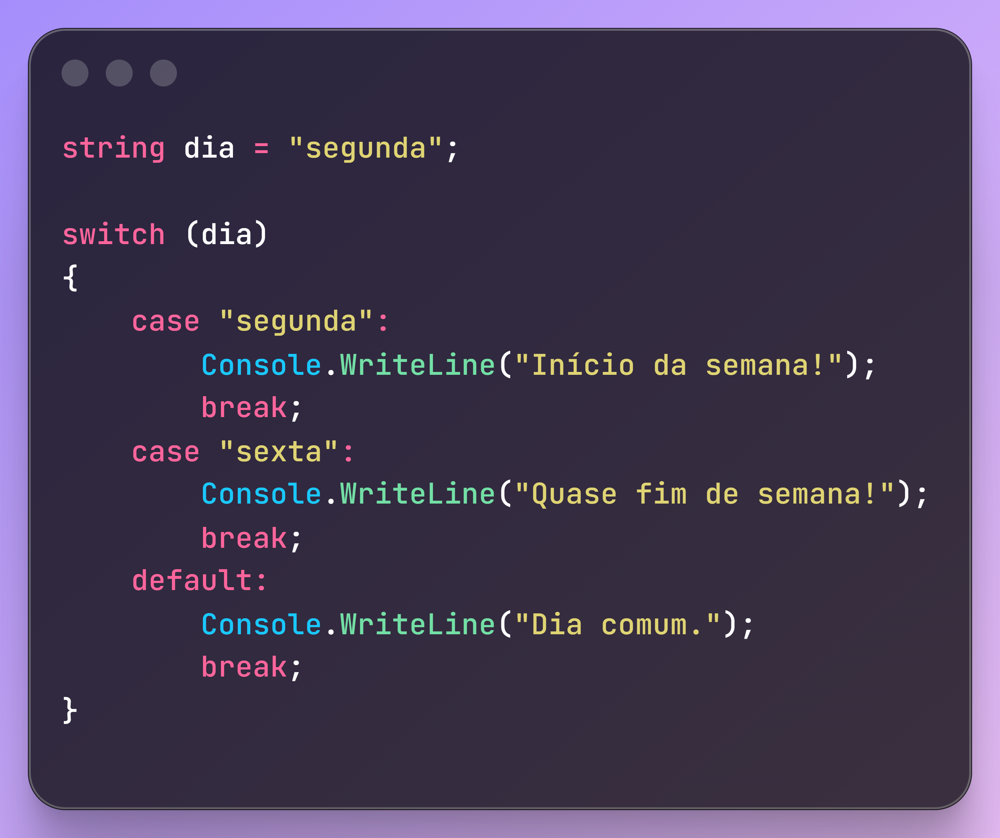 string dia = "segunda";

switch (dia)
{
    case "segunda":
        Console.WriteLine("Início da semana!");
        break;
    case "sexta":
        Console.WriteLine("Quase fim de semana!");
        break;
    default:
        Console.WriteLine("Dia comum.");
        break;
}